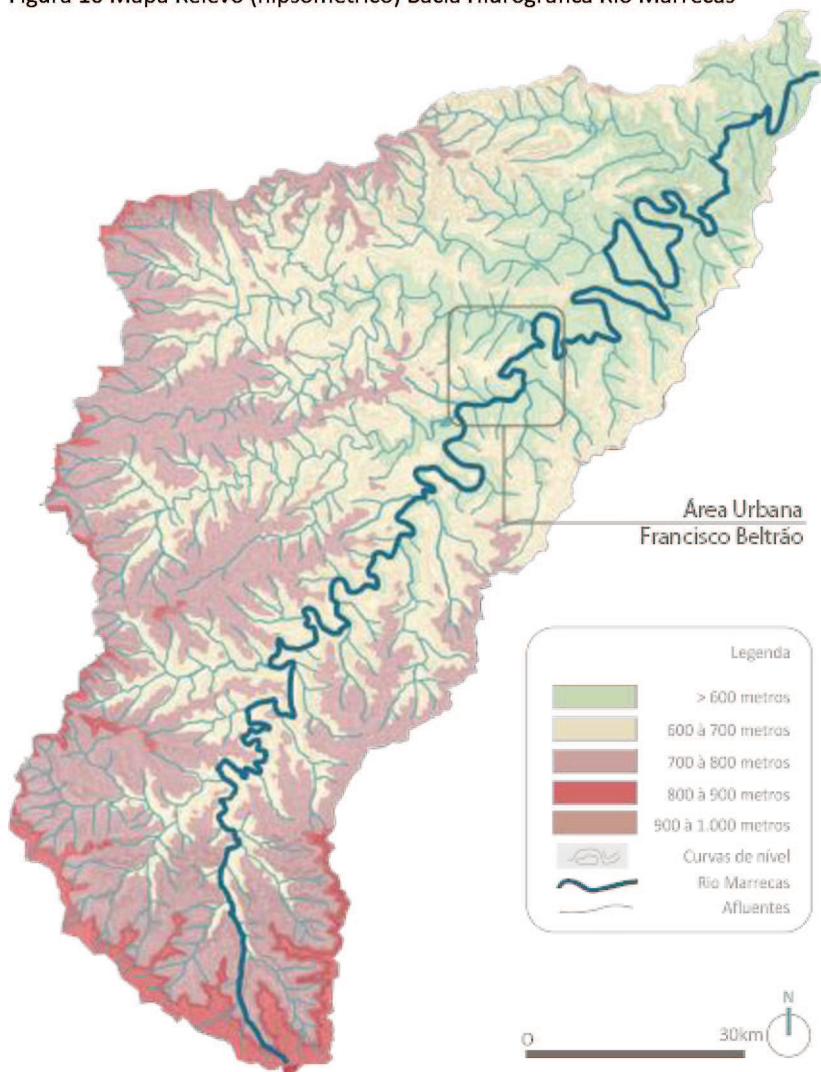 Figura 10 Mapa Relevo (hipsométrico) Bacia Hidrográfica Rio Marrecas
Área Urbana
Francisco Beltrão
Legenda
> 600 metros
600 à 700 metros
700 à 800 metros
800 à 900 metros
900 à 1.000 metros
Curvas de nível
Rio Marrecas
Afluentes
N
O 30km